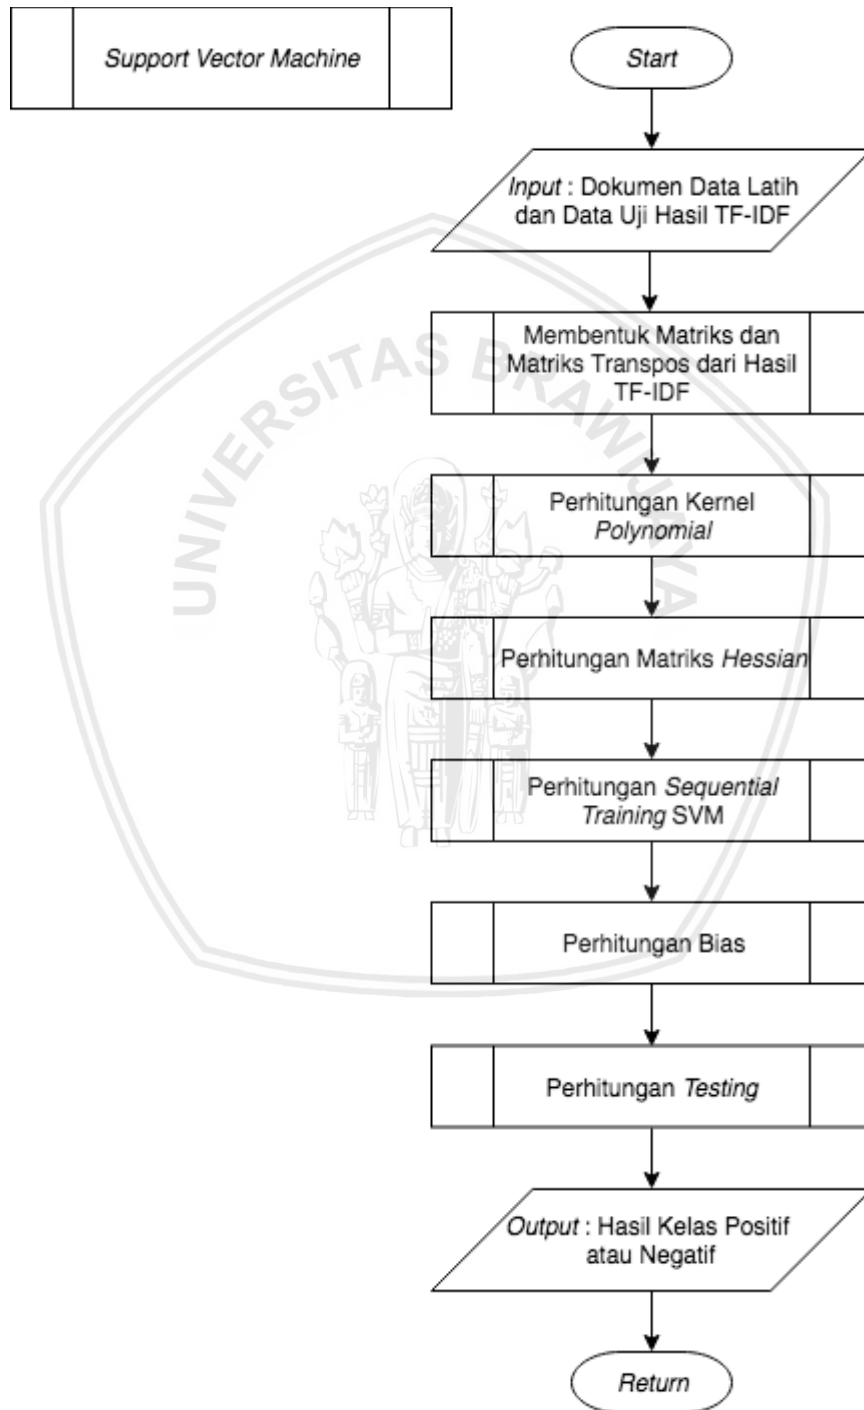 Support Vector Machine
Start
Input : Dokumen Data Latih
dan Data Uji Hasil TF-IDF
Membentuk Matriks dan
Matriks Transpos dari Hasil
TF-IDF
UNIVERSITAS BRAWIJAYA
Perhitungan Kernel
Polynomial
Perhitungan Matriks Hessian
Perhitungan Sequential
Training SVM
Perhitungan Bias
Perhitungan Testing
Output : Hasil Kelas Positif
atau Negatif
Return